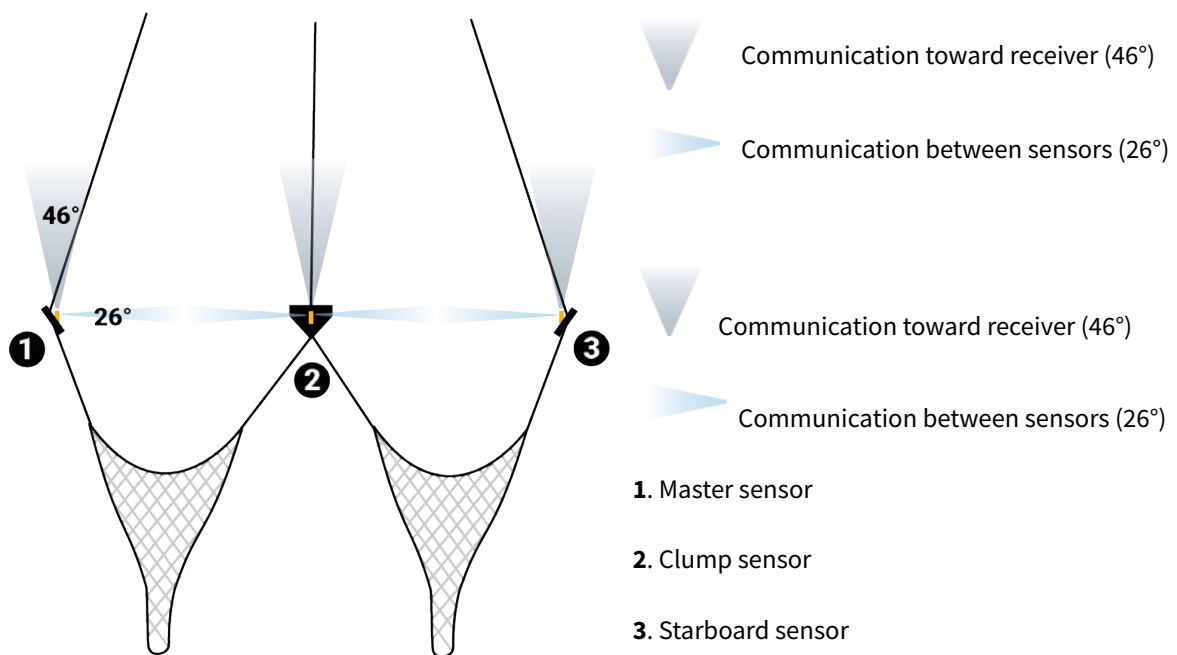 Communication toward receiver (46°)
Communication between sensors (26°)
46°
26°
1
2
3
Communication toward receiver (46°)
Communication between sensors (26°)
1. Master sensor
2. Clump sensor
3. Starboard sensor